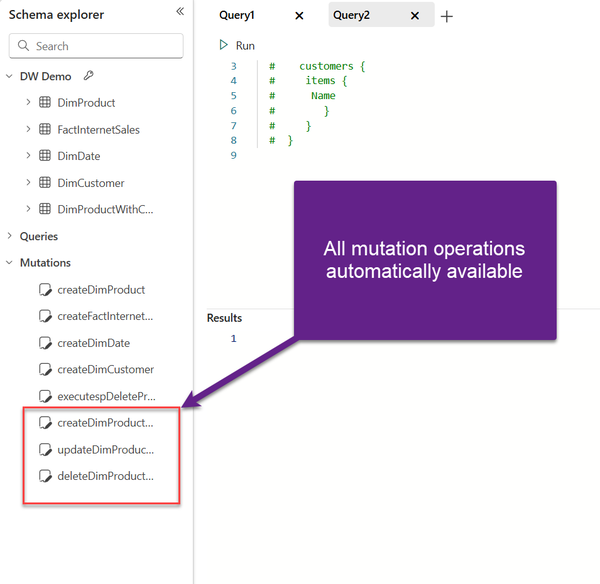 Schema explorer
Search
DW Demo
DimProduct
FactInternetSales
DimDate
DimCustomer
DimProductWithC...
Queries
Mutations
createDimProduct
createFactInternet...
createDimDate
createDimCustomer
executespDeletePr...
createDimProduct...
updateDimProduc...
deleteDimProduct...
Query1
Query2
Run
3 # customers {
4 # items {
5 # Name
6 # }
7 # }
8 # }
9
All mutation operations
automatically available
Results
1